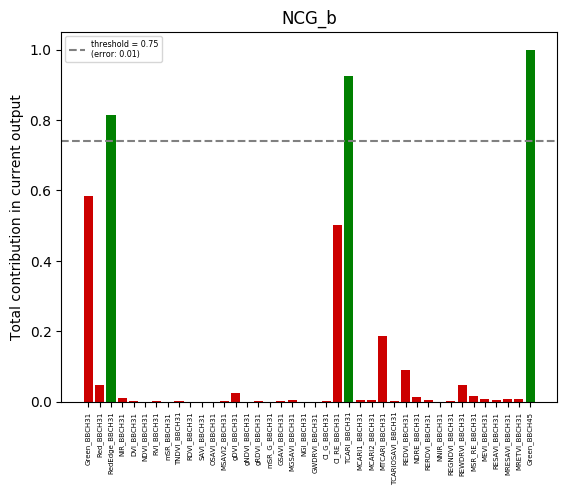 NCG_b
threshold = 0.75
(error: 0.01)
Total contribution in current output
1.0
0.8
0.6
0.4
0.2
0.0
Green_BBCH31
Red_BBCH31
RedEdge_BBCH31
NIR_BBCH31
DVI_BBCH31
NDVI_BBCH31
RVI_BBCH31
mSR_BBCH31
TNDVI_BBCH31
RDVI_BBCH31
SAVI_BBCH31
OSAVI_BBCH31
MSAVI2_BBCH31
gDVI_BBCH31
gNDVI_BBCH31
gRDVI_BBCH31
mSR_G_BBCH31
GSAVI_BBCH31
MGSAVI_BBCH31
NGI_BBCH31
GWDRVI_BBCH31
CI_G_BBCH31
CI_RE_BBCH31
TCARI_BBCH31
MCARI1_BBCH31
MCARI2_BBCH31
MTCARI_BBCH31
TCARIOSAVI_BBCH31
REDVI_BBCH31
NDRE_BBCH31
RERDVI_BBCH31
NNIR_BBCH31
REGNDVI_BBCH31
REWDRVI_BBCH31
MSR_RE_BBCH31
MEVI_BBCH31
RESAVI_BBCH31
MRESAVI_BBCH31
MRETVI_BBCH31
Green_BBCH45